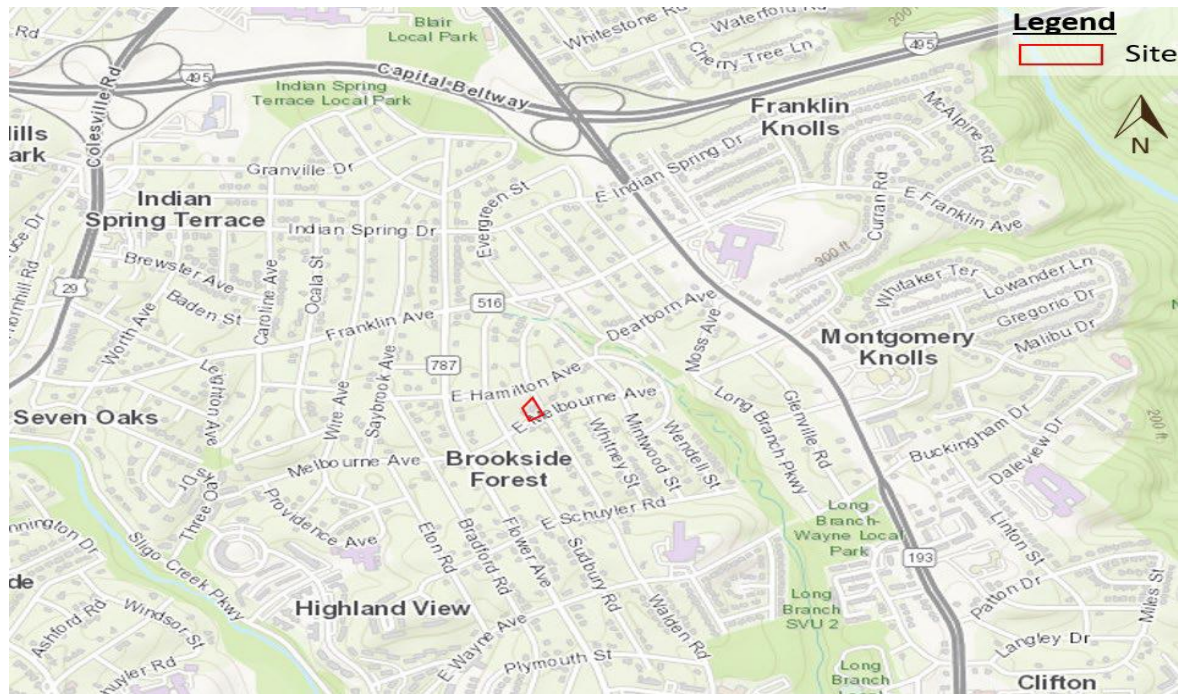 Legend
Site
N
Blair
Local Park
Whitestone Rd
Waterford Rd
Cherry Tree Ln
200 ft
Rd
495
495
Capital Beltway
Indian Spring
Terrace Local Park
Colesville Rd
Franklin
Knolls
McAlpine Rd
Granville Dr
E Indian Spring Dr
Evergreen St
Indian
Spring Terrace
Indian Spring Dr
Curran Rd
E Franklin Ave
300 ft
Brewster Ave
Baden St
Caroline Ave
Ocala St
29
Worth Ave
516
Franklin Ave
Dearborn Ave
Moss Ave
Whitaker Ter
Lowander Ln
Gregorio Dr
Malibu Dr
Montgomery
Knolls
787
E Hamilton Ave
E Melbourne Ave
Leighton Ave
Wire Ave
Saybrook Ave
Seven Oaks
Melbourne Ave
Brookside
Forest
Whitney St
Mintwood St
Wendell St
Long Branch Pkwy
Glenville Rd
Buckingham Dr
Daleview Dr
200 ft
Providence Ave
E Schuyler Rd
Long
Branch-
Wayne Local
Park
Sligo Creek Pkwy
Eton Rd
Bradford Rd
Flower Ave
Sudbury Rd
Walden Rd
193
Linton St
Patton Dr
Miles St
Highland View
Long
Branch
SVU 2
Ashford Rd
Windsor St
E Wayne Ave
Plymouth St
Langley Dr
Long
Branch
Clifton